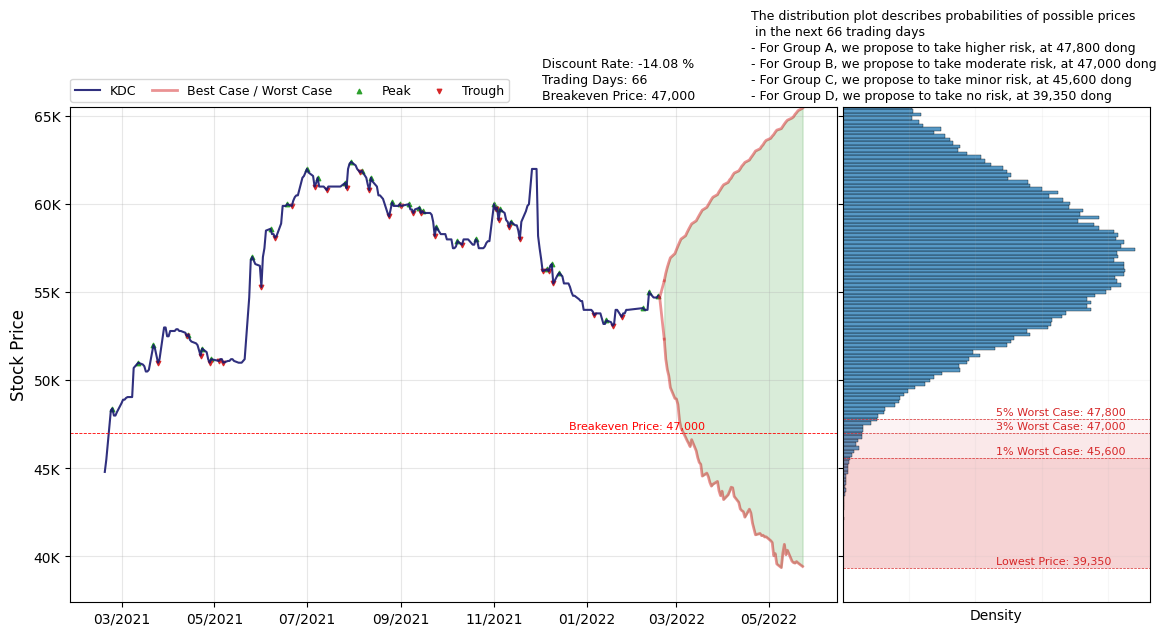 The distribution plot describes probabilities of possible prices
in the next 66 trading days
- For Group A, we propose to take higher risk, at 47,800 dong
- For Group B, we propose to take moderate risk, at 47,000 dong
- For Group C, we propose to take minor risk, at 45,600 dong
- For Group D, we propose to take no risk, at 39,350 dong
Discount Rate: -14.08 %
Trading Days: 66
Breakeven Price: 47,000
KDC
Best Case / Worst Case
Peak
Trough
Stock Price
65K
60K
55K
50K
45K
40K
Breakeven Price: 47,000
03/2021
05/2021
07/2021
09/2021
11/2021
01/2022
03/2022
05/2022
5% Worst Case: 47,800
3% Worst Case: 47,000
1% Worst Case: 45,600
Lowest Price: 39,350
Density